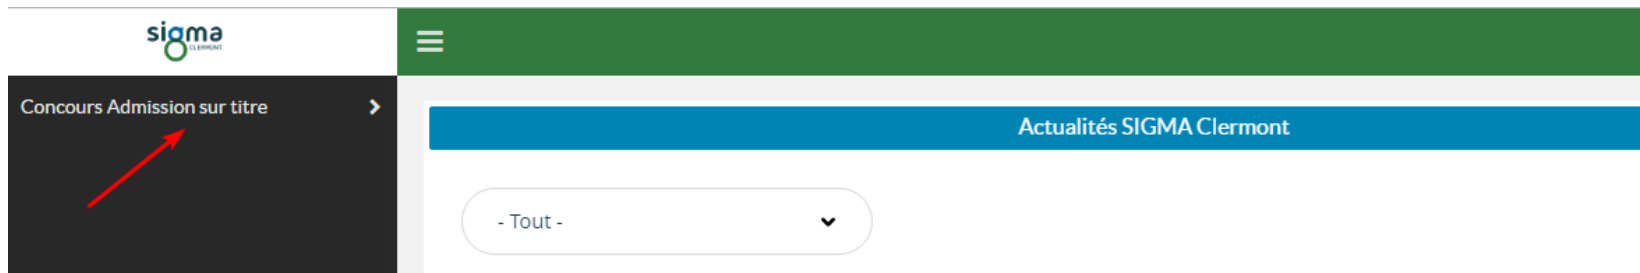 sigma
CLERMONT
Concours Admission sur titre
Actualités SIGMA Clermont
- Tout -